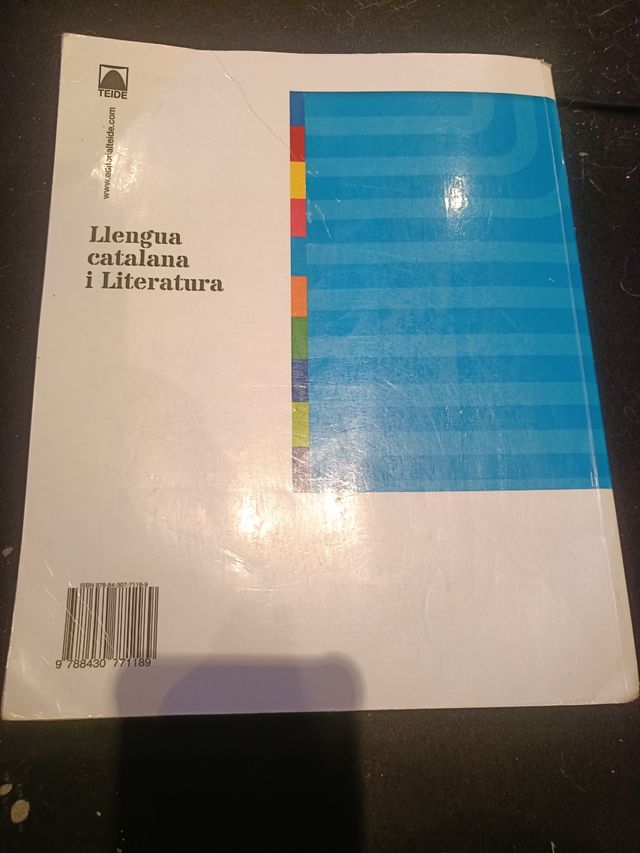 TEIDE
www.editorialteide.com
Llengua
catalana
i Literatura
ISBN 978-84-307-7118-9
9 788430 771189